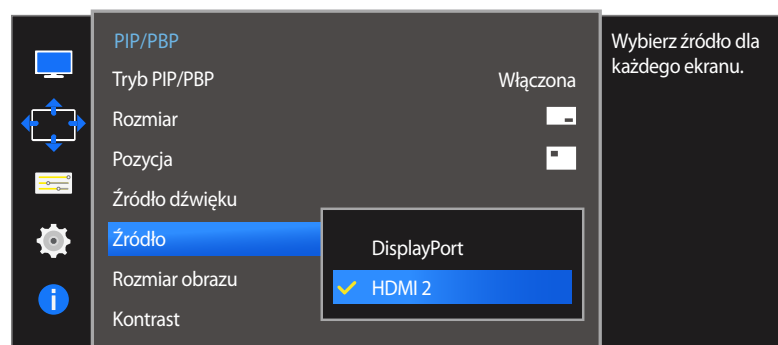 PIP/PBP
Tryb PIP/PBP Włączona
Rozmiar
Pozycja
Źródło dźwięku
Źródło
Rozmiar obrazu
Kontrast
DisplayPort
HDMI 2
Wybierz źródło dla
każdego ekranu.